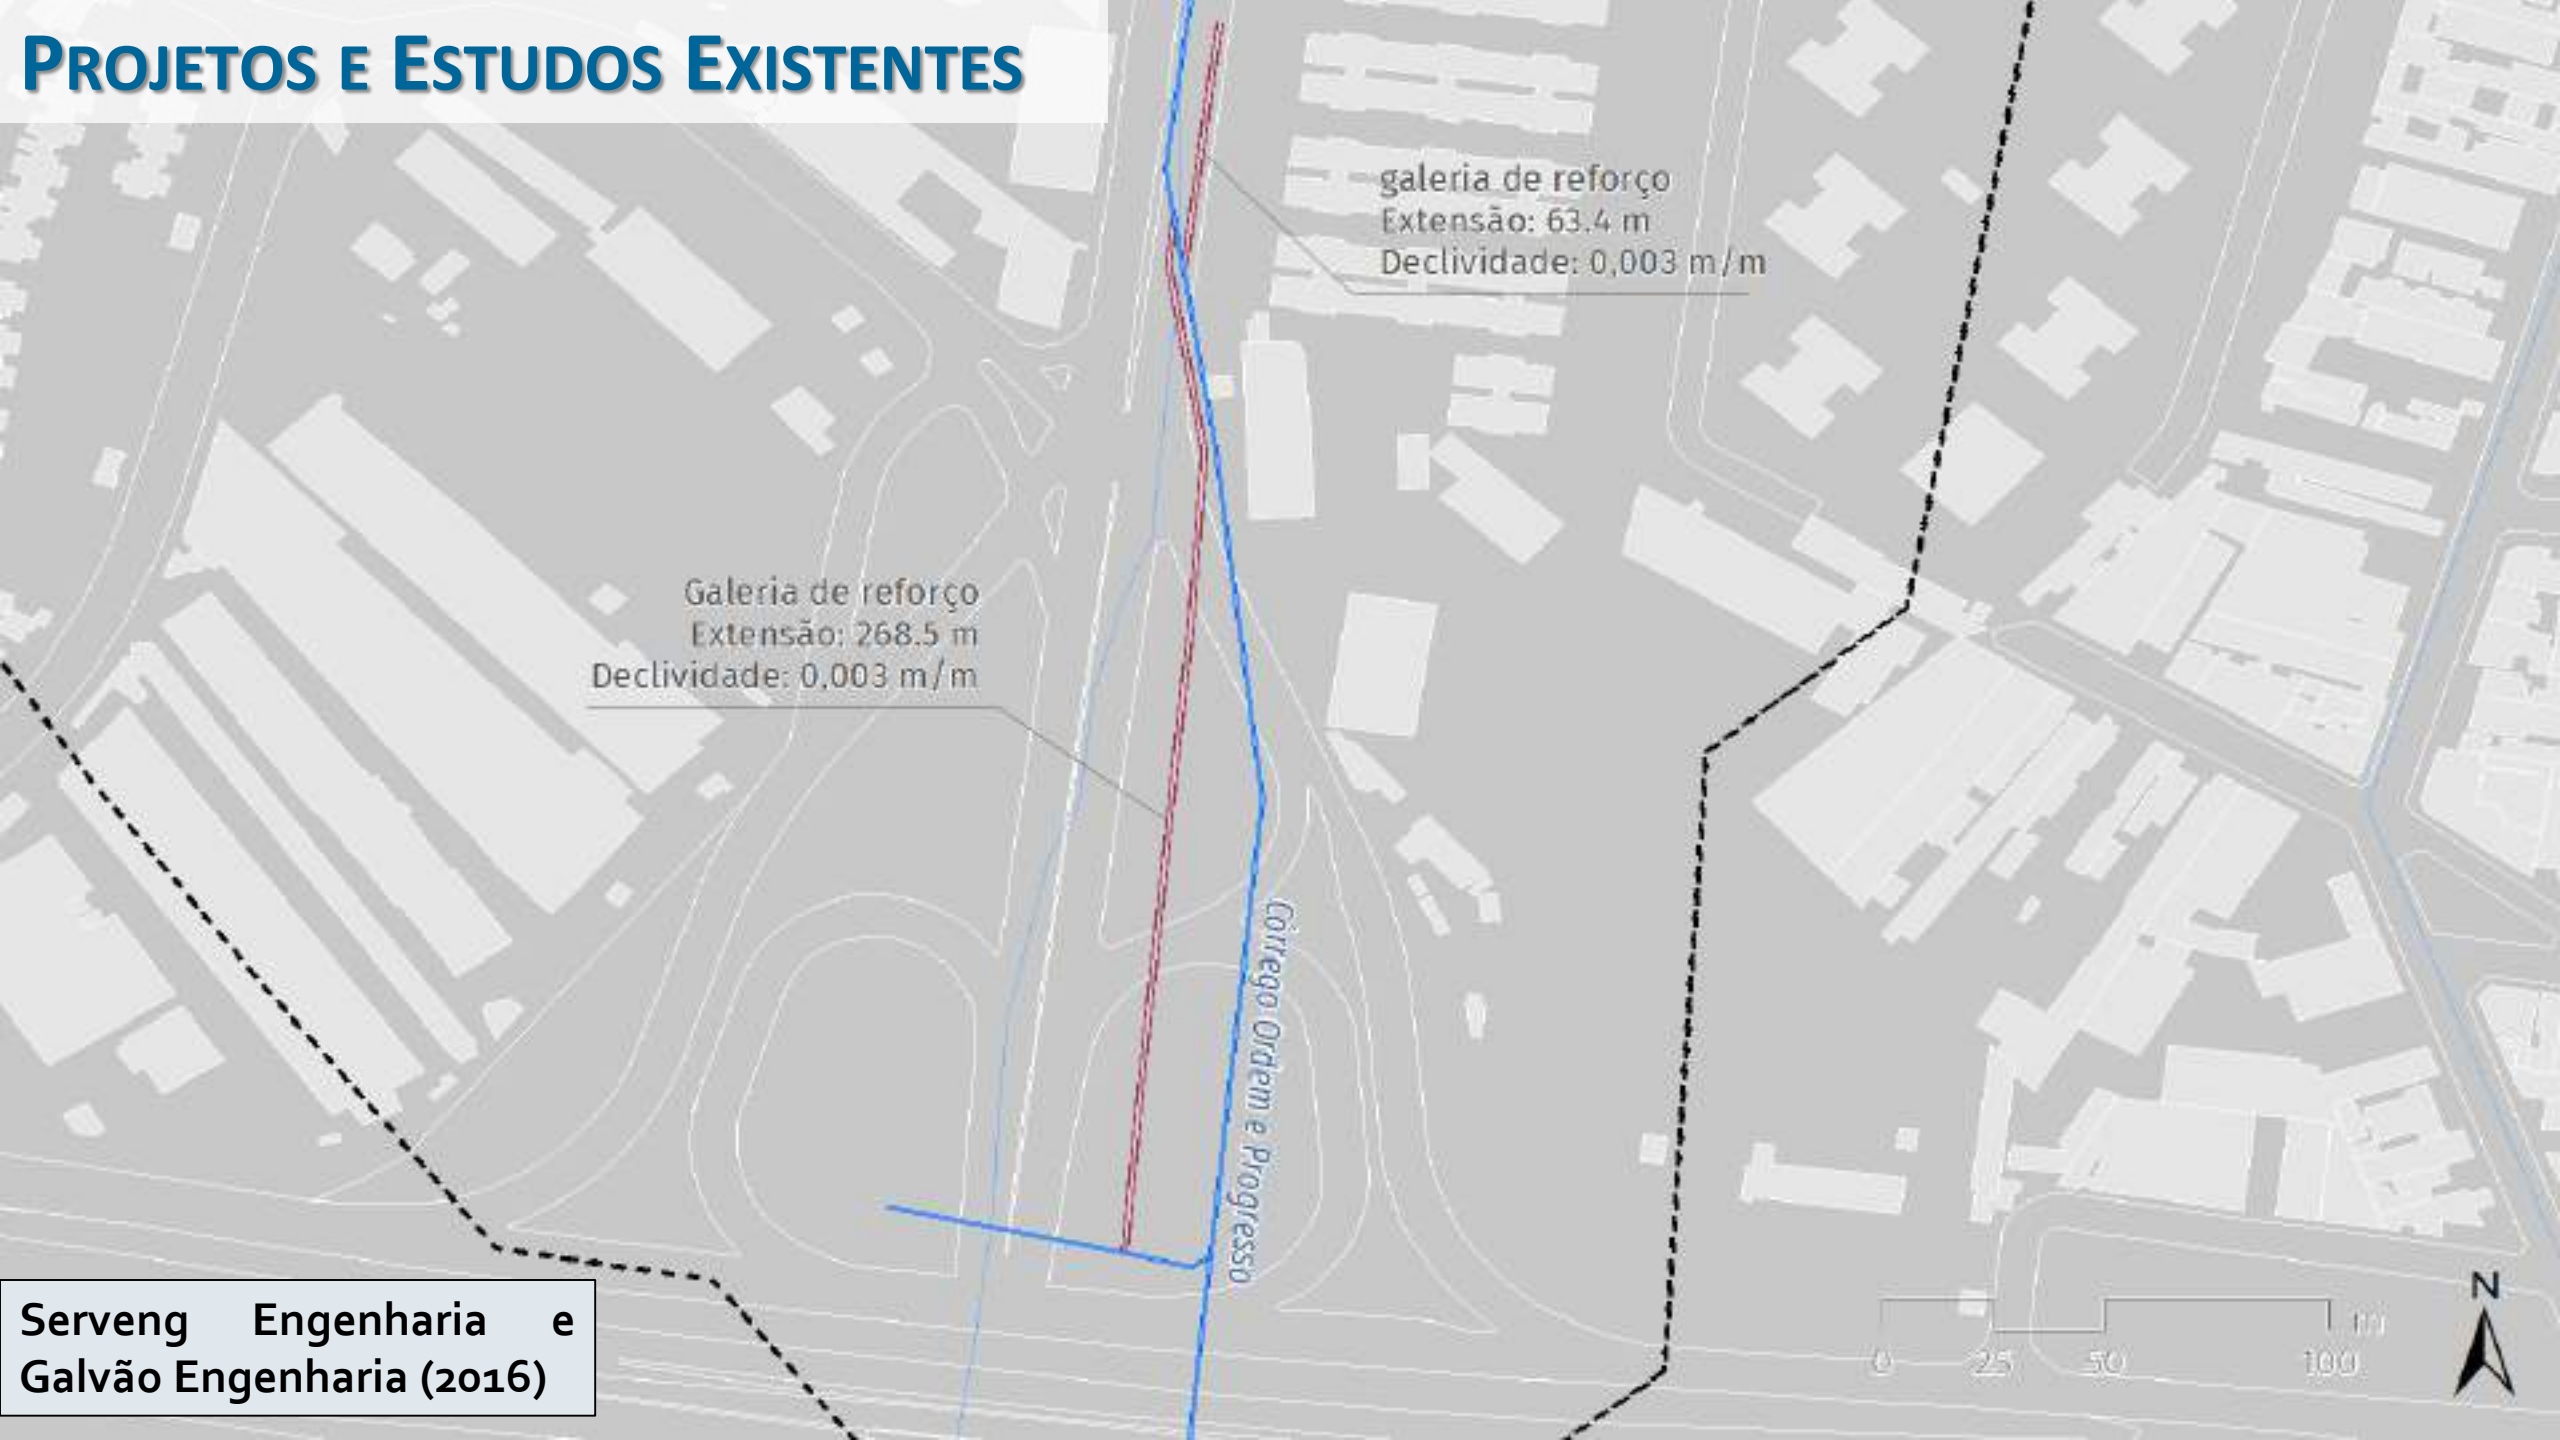 PROJETOS E ESTUDOS EXISTENTES
galeria de reforço
Extensão: 63.4 m
Declividade: 0,003 m/m
Galeria de reforço
Extensão: 268.5 m
Declividade: 0,003 m/m
Córrego Ordem e Progresso
Serveng Engenharia e
Galvão Engenharia (2016)
N
m
0 25 50 100